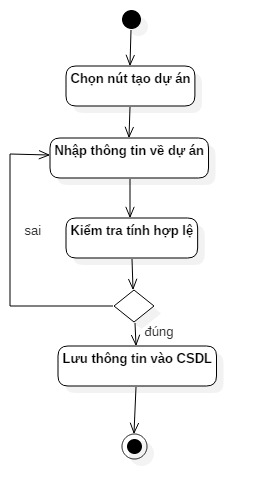 Chọn nút tạo dự án
Nhập thông tin về dự án
Kiểm tra tính hợp lệ
sai
đúng
Lưu thông tin vào CSDL